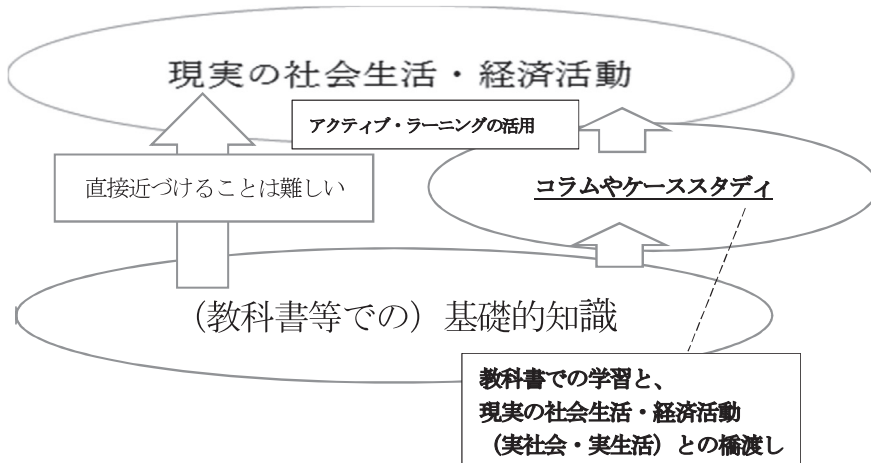 現実の社会生活・経済活動
アクティブ・ラーニングの活用
直接近づけることは難しい
コラムやケーススタディ
（教科書等での）基礎的知識
教科書での学習と、
現実の社会生活・経済活動
（実社会・実生活）との橋渡し